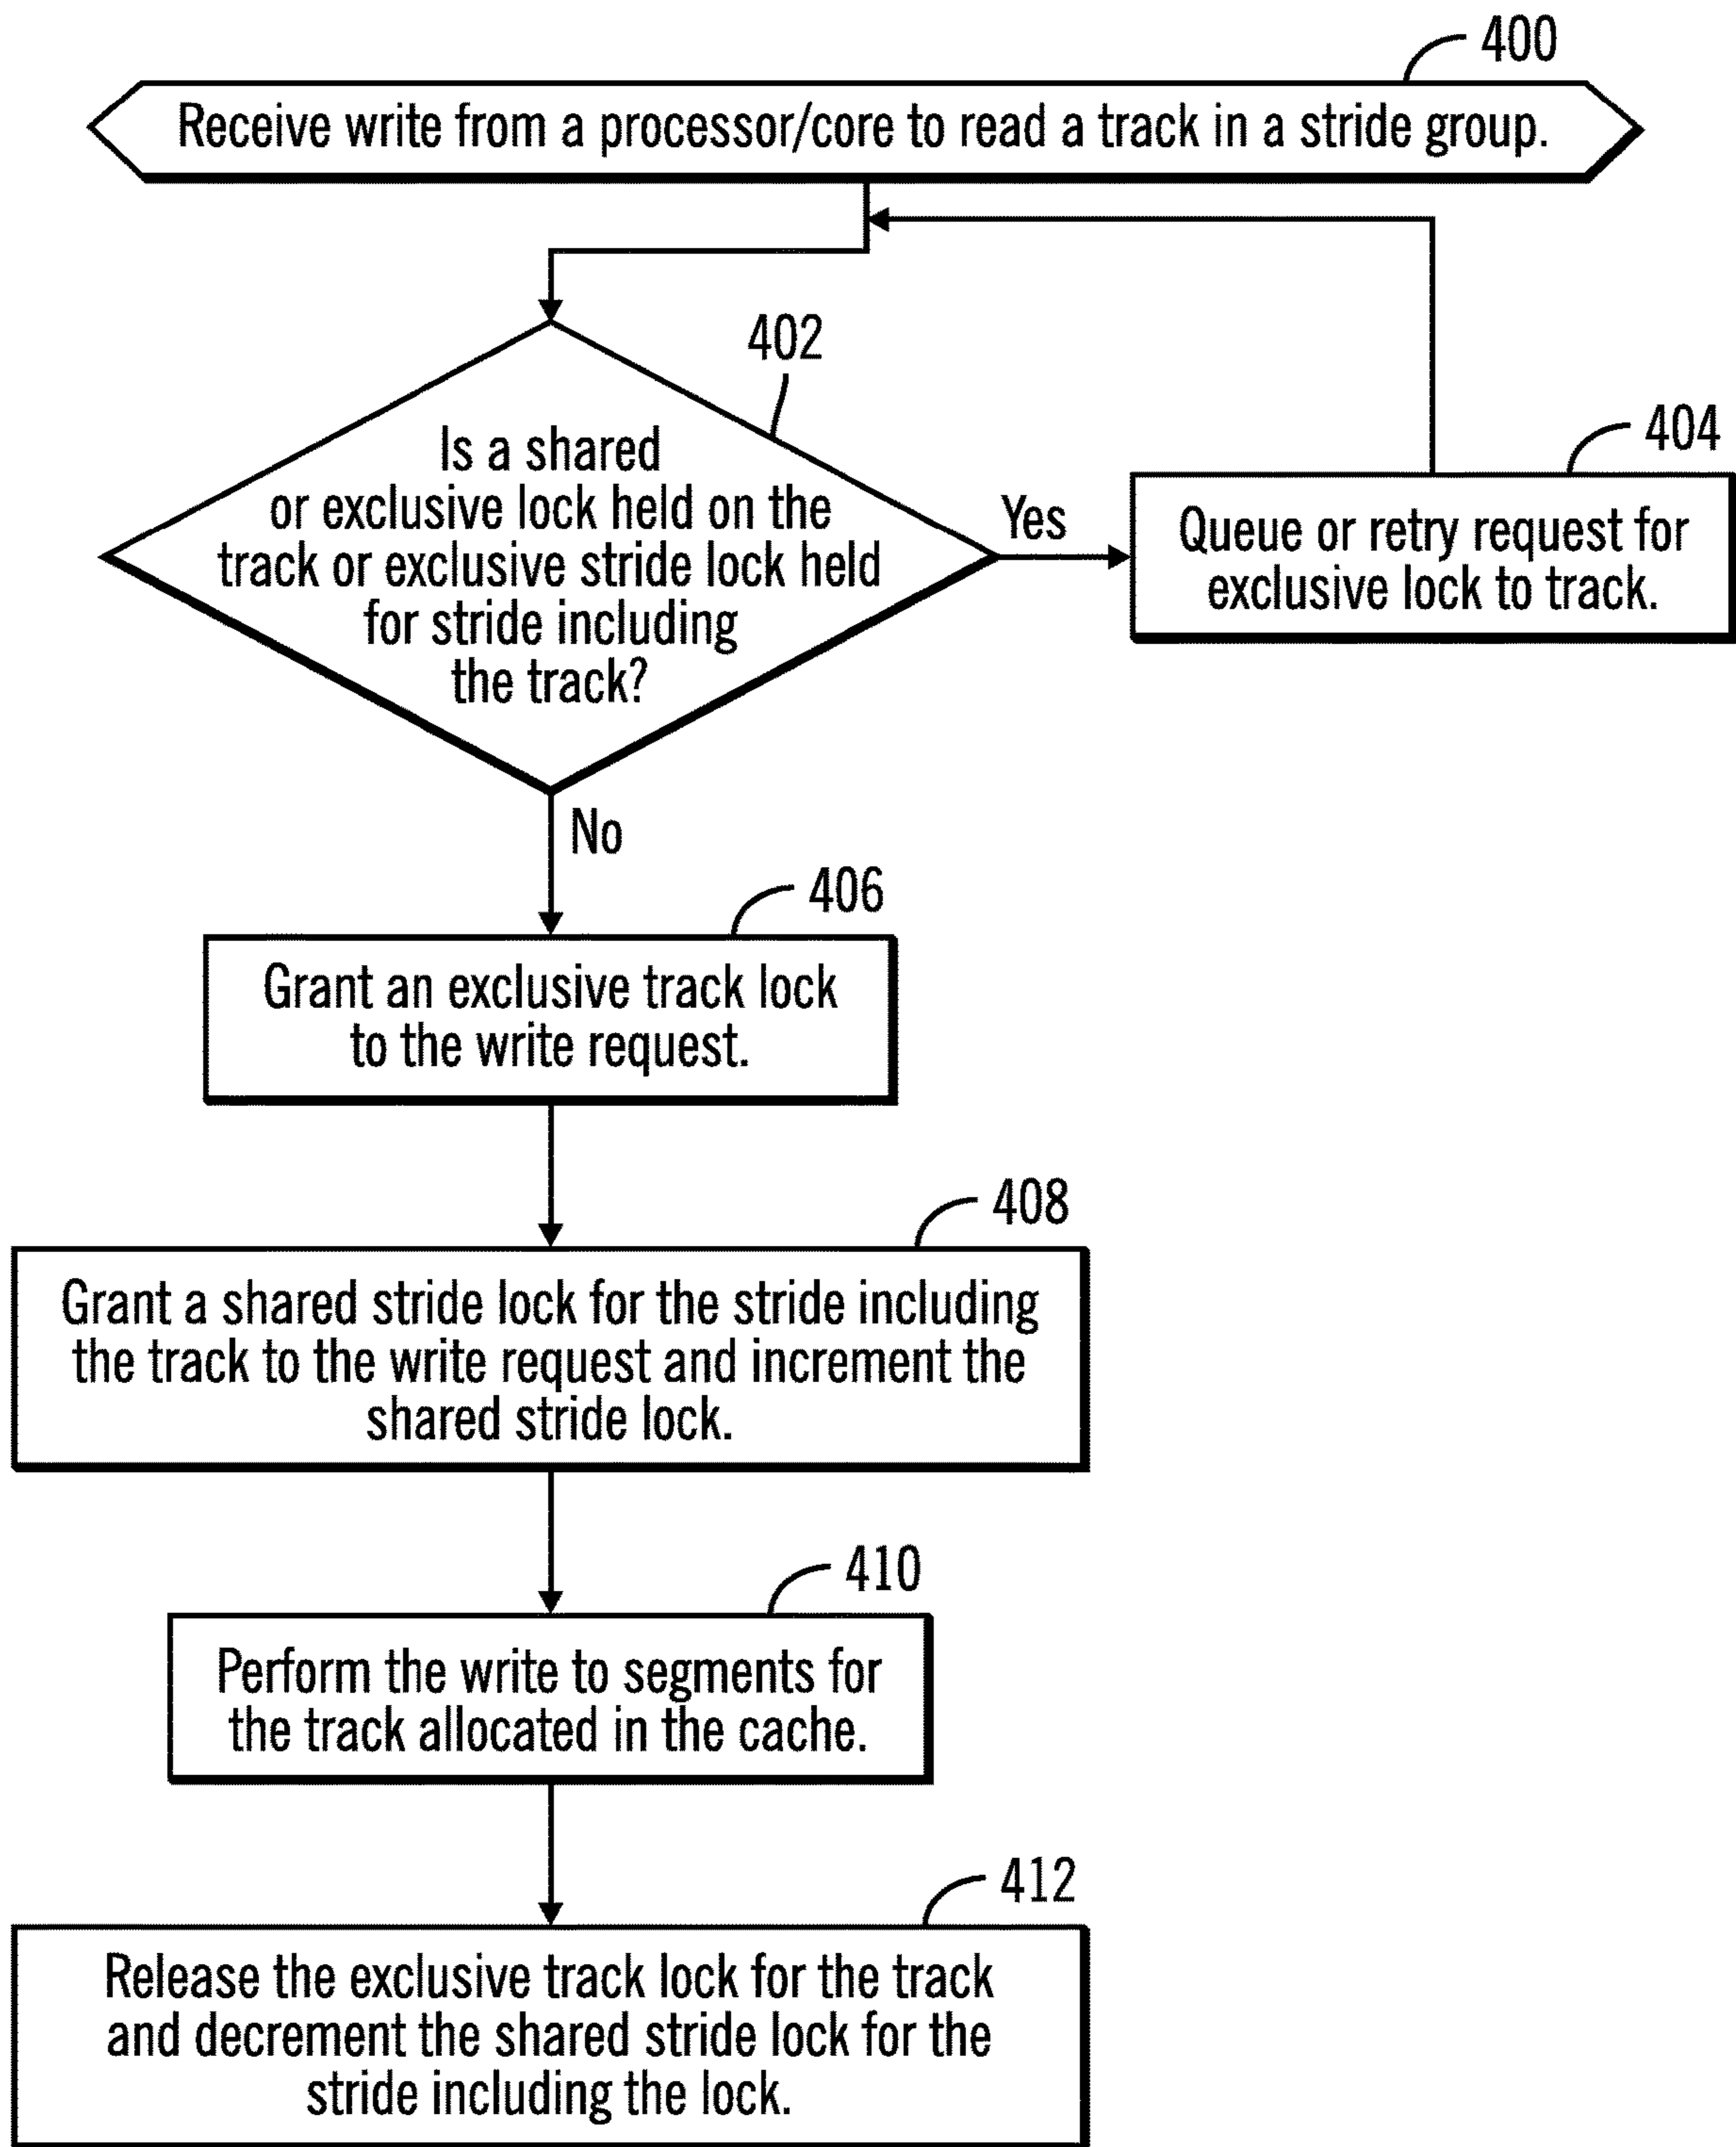 400
Receive write from a processor/core to read a track in a stride group.
402
Is a shared
or exclusive lock held on the
track or exclusive stride lock held
for stride including
the track?
Yes
404
Queue or retry request for
exclusive lock to track.
No
406
Grant an exclusive track lock
to the write request.
408
Grant a shared stride lock for the stride including
the track to the write request and increment the
shared stride lock.
410
Perform the write to segments for
the track allocated in the cache.
412
Release the exclusive track lock for the track
and decrement the shared stride lock for the
stride including the lock.